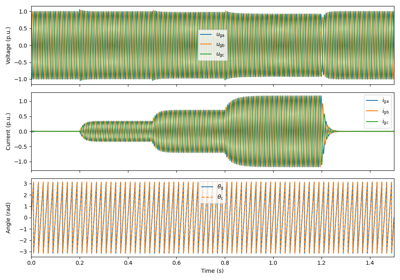 Voltage (p.u.)
1.0
0.5
0.0
−0.5
−1.0
u_ga
u_gb
u_gc
Current (p.u.)
1.0
0.5
0.0
−0.5
−1.0
i_ga
i_gb
i_gc
Angle (rad)
3
2
1
0
−1
−2
−3
θ_g
0.0
0.2
0.4
0.6
0.8
1.0
1.2
1.4
Time (s)